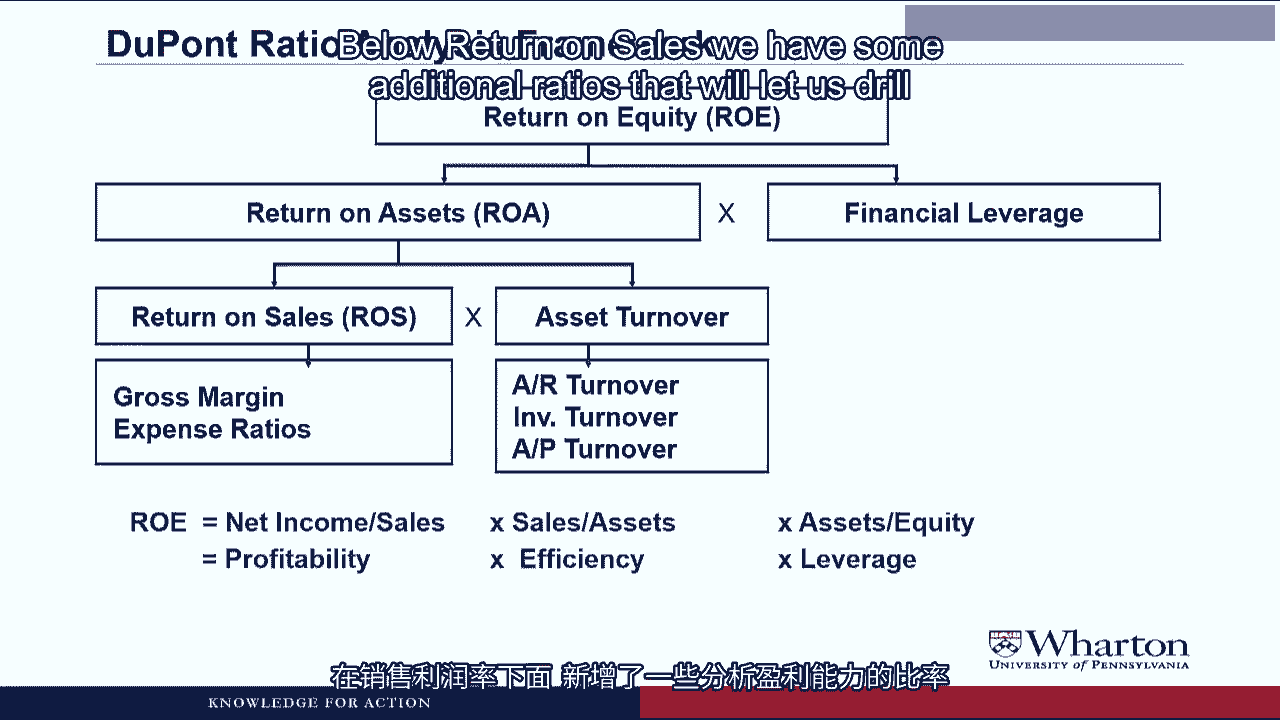 DuPont Ratio
Below Return on Sales we have some
additional ratios that will let us drill
Return on Equity (ROE)
Return on Assets (ROA) X Financial Leverage
Return on Sales (ROS) X Asset Turnover
Gross Margin
Expense Ratios
A/R Turnover
Inv. Turnover
A/P Turnover
ROE = Net Income/Sales x Sales/Assets x Assets/Equity
= Profitability x Efficiency x Leverage
Wharton
UNIVERSITY of PENNSYLVANIA
在销售利润率下面 新增了一些分析盈利能力的比率
KNOWLEDGE FOR ACTION